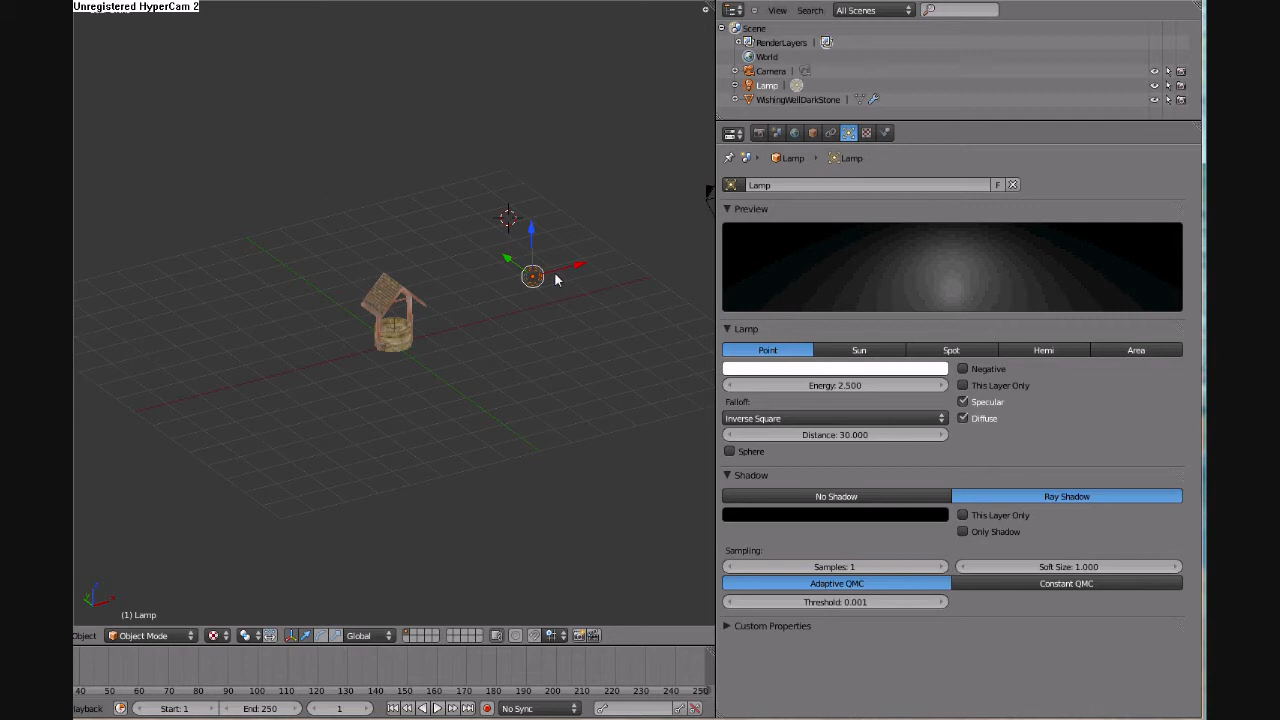 Unregistered HyperCam 2
View Search: All Scenes
Scene
RenderLayers |
World
Camera |
Lamp |
WishingWellDarkStone |
Lamp Lamp
Lamp F
Preview
Lamp
Point Sun Spot Hemi Area
Negative
Energy: 2.500 This Layer Only
Falloff: Specular
Inverse Square Diffuse
Distance: 30.000
Sphere
Shadow
No Shadow Ray Shadow
This Layer Only
Only Shadow
Sampling:
Samples: 1 Soft Size: 1.000
Adaptive QMC Constant QMC
Threshold: 0.001
Custom Properties
(1) Lamp
Object Object Mode Global
40 50 60 70 80 90 100 110 120 130 140 150 160 170 180 190 200 210 220 230 240 250
layback Start: 1 End: 250 1 No Sync